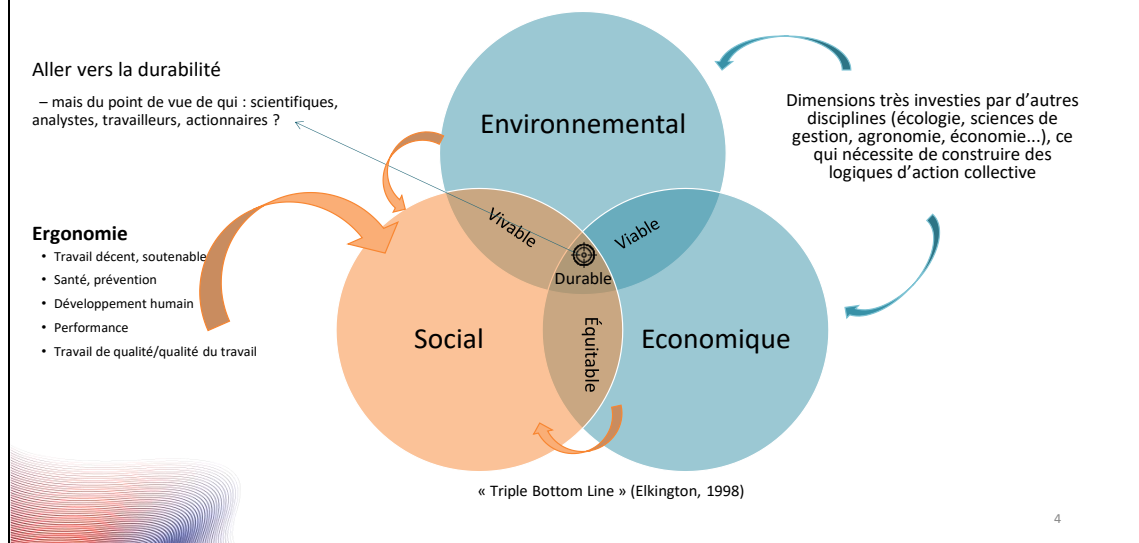 Aller vers la durabilité
– mais du point de vue de qui : scientifiques,
analystes, travailleurs, actionnaires ?
Ergonomie
• Travail décent, soutenable
• Santé, prévention
• Développement humain
• Performance
• Travail de qualité/qualité du travail
Environnemental
Vivable
Viable
Durable
Social
Équitable
Economique
Dimensions très investies par d’autres
disciplines (écologie, sciences de
gestion, agronomie, économie...), ce
qui nécessite de construire des
logiques d’action collective
« Triple Bottom Line » (Elkington, 1998)
4